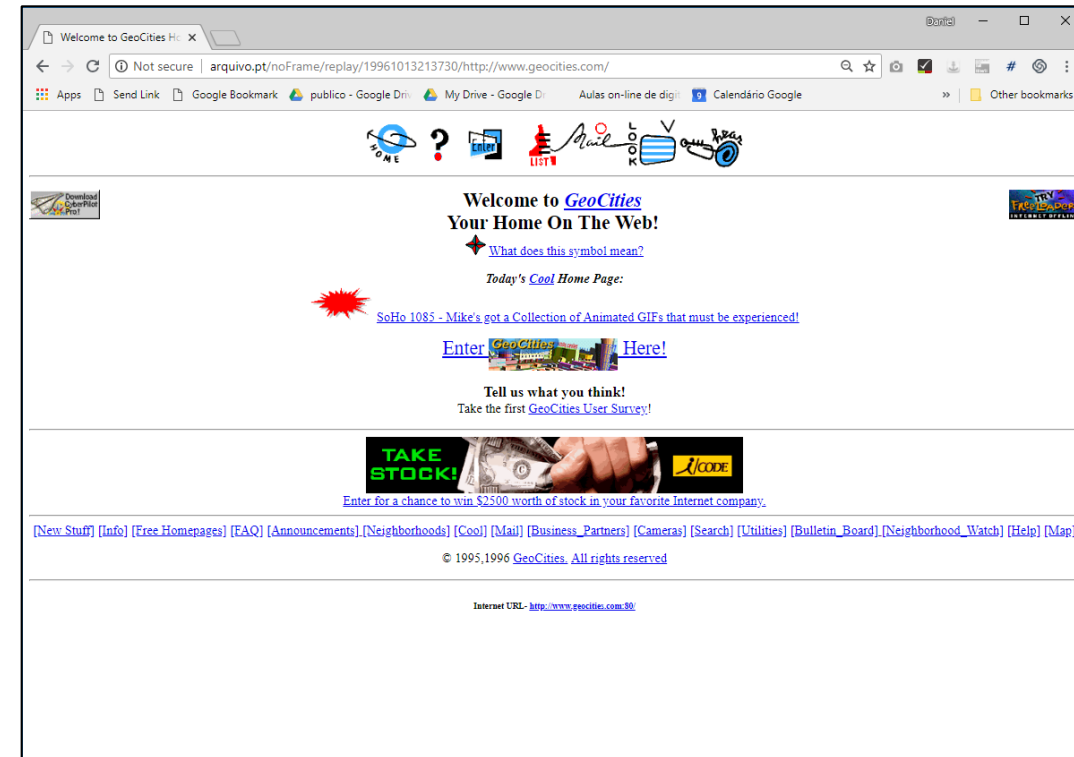 Daniel
Welcome to GeoCities Ho
Not secure | arquivo.pt/noFrame/replay/19961013213730/http://www.geocities.com/
Apps Send Link Google Bookmark publico - Google Driv My Drive - Google Dr Aulas on-line de digit 9 Calendário Google » Other bookmarks
HOME ? Enter LIST Mail LOOK hear
Download CyberPilot Pro!
TRY FreeLoader INTERNET OFFLIN
Welcome to GeoCities
Your Home On The Web!
What does this symbol mean?
Today's Cool Home Page:
SoHo 1085 - Mike's got a Collection of Animated GIFs that must be experienced!
Enter GeoCities Here!
Tell us what you think!
Take the first GeoCities User Survey!
TAKE STOCK! i/CODE
Enter for a chance to win $2500 worth of stock in your favorite Internet company.
[New Stuff] [Info] [Free Homepages] [FAQ] [Announcements] [Neighborhoods] [Cool] [Mail] [Business_Partners] [Cameras] [Search] [Utilities] [Bulletin_Board] [Neighborhood_Watch] [Help] [Map]
© 1995,1996 GeoCities. All rights reserved
Internet URL- http://www.geocities.com:80/